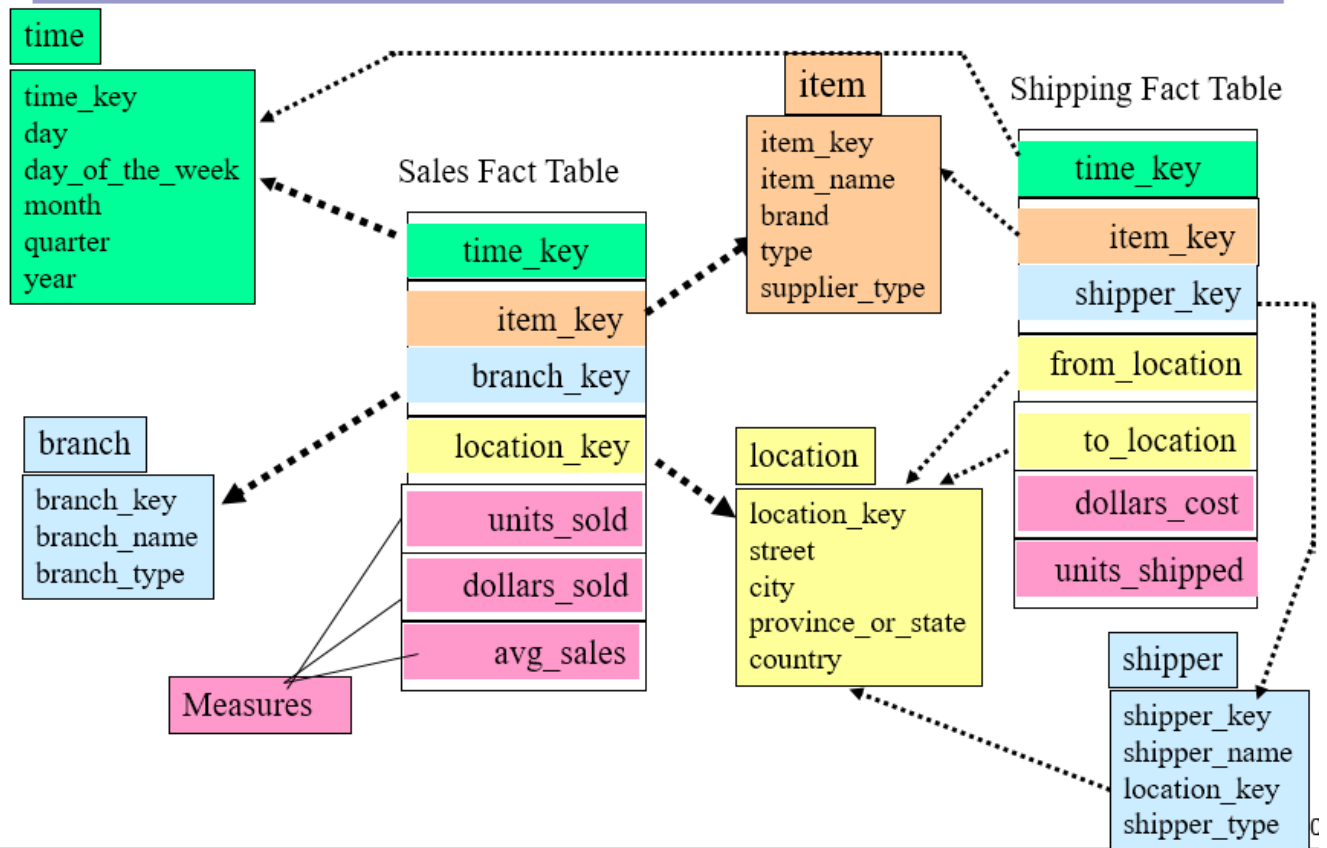 time
time_key
day
day_of_the_week
month
quarter
year
Sales Fact Table
time_key
item_key
branch_key
location_key
units_sold
dollars_sold
avg_sales
Measures
branch
branch_key
branch_name
branch_type
item
item_key
item_name
brand
type
supplier_type
location
location_key
street
city
province_or_state
country
Shipping Fact Table
time_key
item_key
shipper_key
from_location
to_location
dollars_cost
units_shipped
shipper
shipper_key
shipper_name
location_key
shipper_type